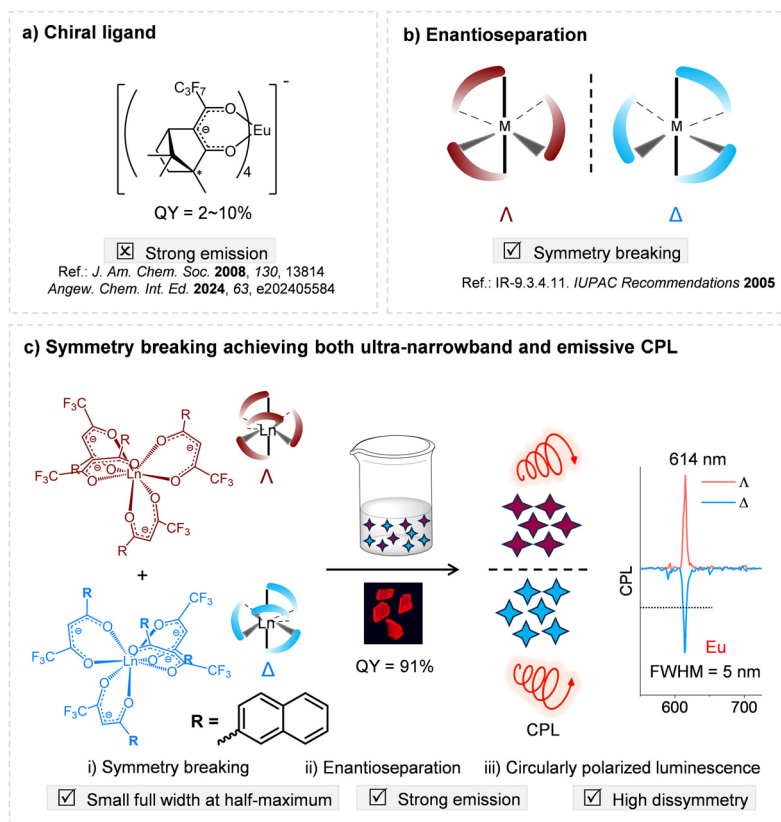 a) Chiral ligand
C3F7
O
⊖
Eu
O
4
*
−
QY = 2~10%
☒ Strong emission
Ref.: J. Am. Chem. Soc. 2008, 130, 13814
Angew. Chem. Int. Ed. 2024, 63, e202405584
b) Enantioseparation
M
M
Λ
Δ
☑ Symmetry breaking
Ref.: IR-9.3.4.11. IUPAC Recommendations 2005
c) Symmetry breaking achieving both ultra-narrowband and emissive CPL
F3C
R
O
⊖
R
O
⊖
F3C
⊖
R
O
O
Ln
O
CF3
O
O
O
⊖
CF3
R
Ln
Λ
+
R
CF3
⊖
O
O
R
⊖
F3C
O
Ln
O
R
⊖
CF3
O
O
O
F3C
⊖
O
R
Ln
Δ
R =
QY = 91%
CPL
614 nm
Λ
Δ
CPL
Eu
FWHM = 5 nm
600
700
i) Symmetry breaking
ii) Enantioseparation
iii) Circularly polarized luminescence
☑ Small full width at half-maximum
☑ Strong emission
☑ High dissymmetry